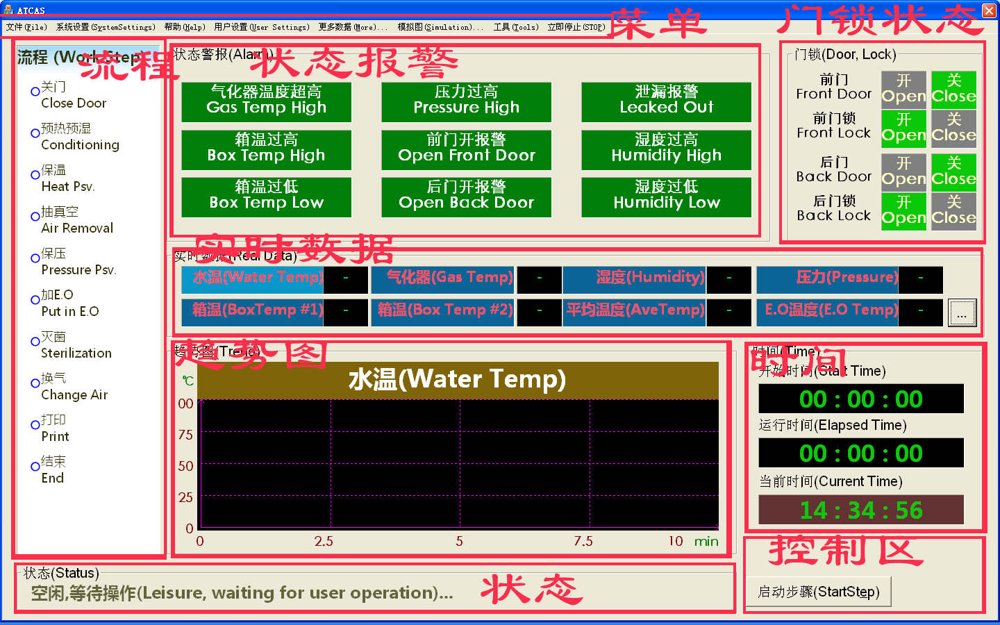 ATCAS
文件(File) 系统设置(SystemSettings) 帮助(Help) 用户设置(User Settings) 更多数据(More)... 模拟图(Simulation)... 工具(Tools) 立即停止(STOP)
菜单
门锁状态
流程 (Work Step)
流程
关门
Close Door
预热预湿
Conditioning
保温
Heat Psv.
抽真空
Air Removal
保压
Pressure Psv.
加E.O
Put in E.O
灭菌
Sterilization
换气
Change Air
打印
Print
结束
End
状态警报(Alarm)
状态报警
气化器温度超高
Gas Temp High
压力过高
Pressure High
泄漏报警
Leaked Out
箱温过高
Box Temp High
前门开报警
Open Front Door
湿度过高
Humidity High
箱温过低
Box Temp Low
后门开报警
Open Back Door
湿度过低
Humidity Low
门锁(Door, Lock)
前门
Front Door
开
Open
关
Close
前门锁
Front Lock
开
Open
关
Close
后门
Back Door
开
Open
关
Close
后门锁
Back Lock
开
Open
关
Close
实时数据(Real Data)
实时数据
水温(Water Temp) -
气化器(Gas Temp) -
湿度(Humidity) -
压力(Pressure) -
箱温(BoxTemp #1) -
箱温(Box Temp #2) -
平均温度(AveTemp) -
E.O温度(E.O Temp) -
...
趋势图(Trend)
趋势图
水温(Water Temp)
℃
00
75
50
25
0
0 2.5 5 7.5 10 min
时间(Time)
时间
开始时间(Start Time)
00 : 00 : 00
运行时间(Elapsed Time)
00 : 00 : 00
当前时间(Current Time)
14 : 34 : 56
控制区
启动步骤(StartStep)
状态(Status)
空闲,等待操作(Leisure, waiting for user operation)...
状态